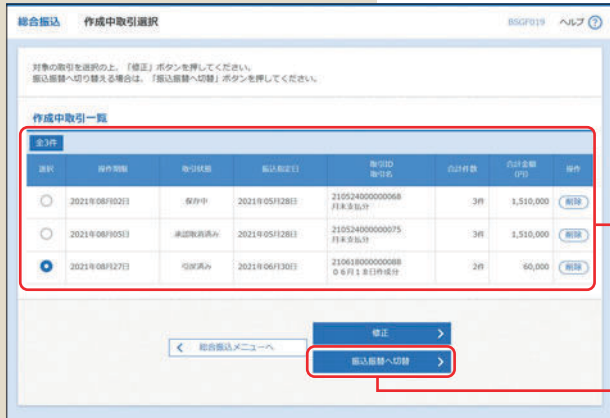 総合振込 作成中取引選択 BSGF019 ヘルプ ?
対象の取引を選択の上、「修正」ボタンを押してください。
振込振替へ切り替える場合は、「振込振替へ切替」ボタンを押してください。
作成中取引一覧
全3件
選択 操作期限 取引状態 振込指定日 取引ID 合計件数 合計金額 操作
取引名 (円)
2021年08月02日 保存中 2021年05月28日 210524000000068 3件 1,510,000 削除
月末支払分
2021年08月05日 承認取消済み 2021年05月28日 210524000000075 3件 1,510,000 削除
月末支払分
2021年08月27日 引戻済み 2021年06月30日 210618000000088 2件 60,000 削除
06月18日作成分
修正
総合振込メニューへ
振込振替へ切替